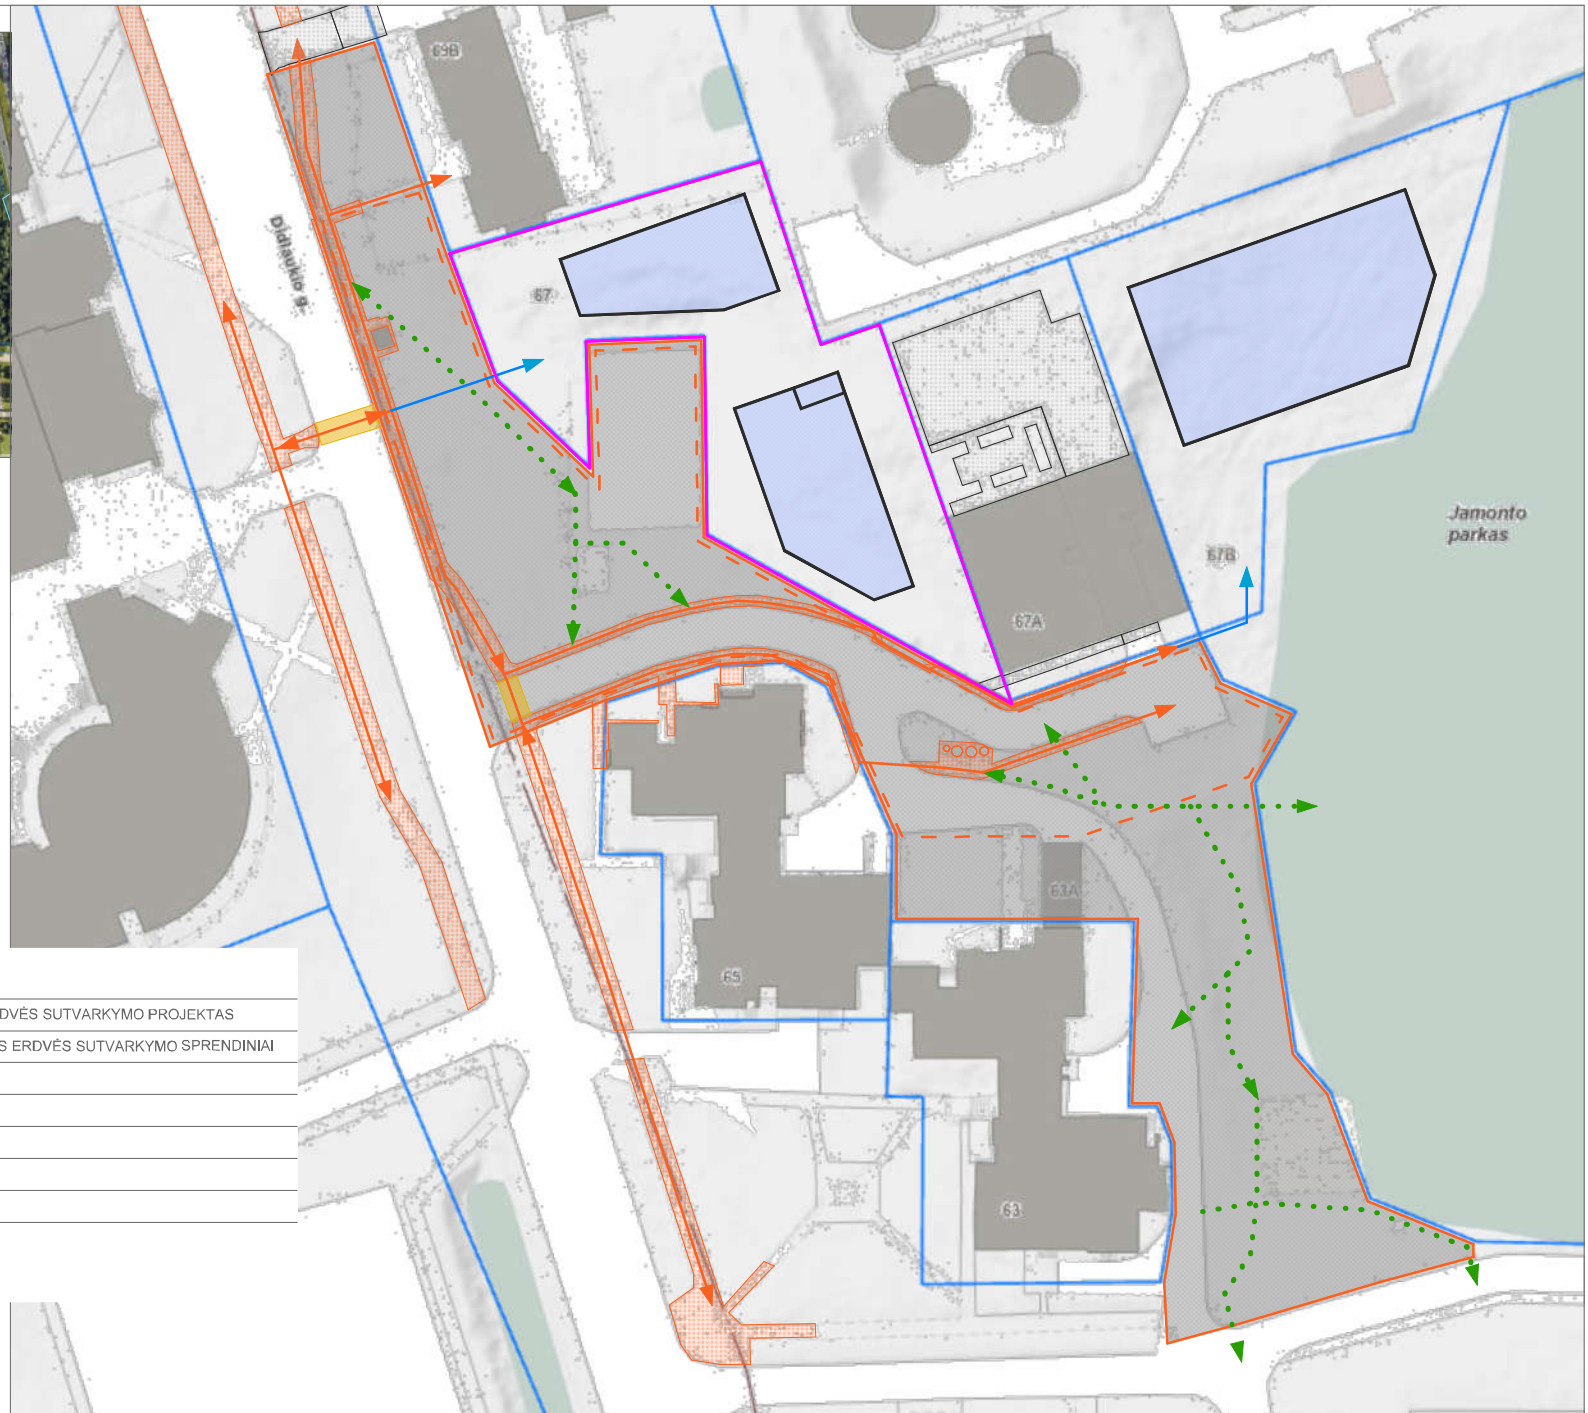 69B
Didlaukio g.
67
Jamonto
parkas
67B
67A
63A
65
DVĖS SUTVARKYMO PROJEKTAS
S ERDVĖS SUTVARKYMO SPRENDINIAI
63